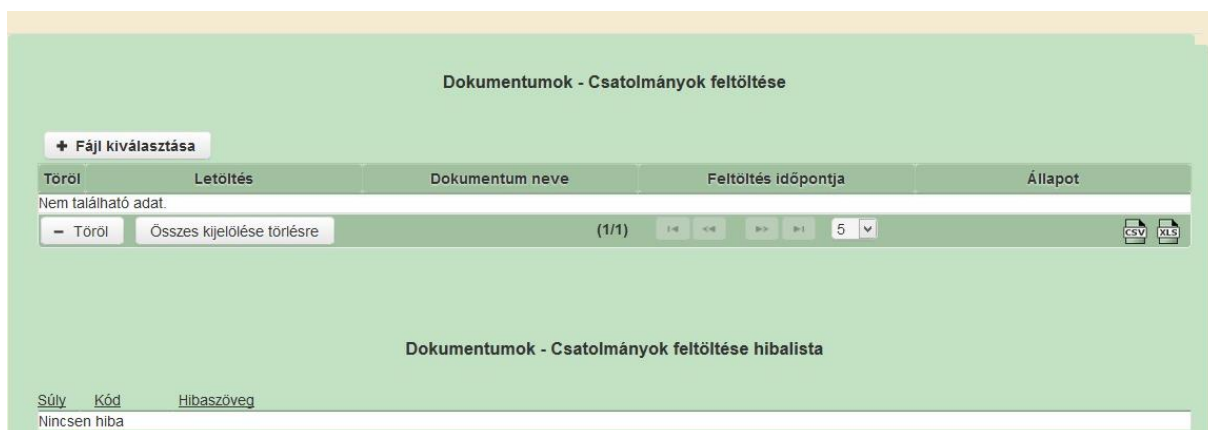 Dokumentumok - Csatolmányok feltöltése
+ Fájl kiválasztása
Töröl Letöltés Dokumentum neve Feltöltés időpontja Állapot
Nem található adat.
– Töröl Összes kijelölése törlésre (1/1) 5 CSV XLS
Dokumentumok - Csatolmányok feltöltése hibalista
Súly Kód Hibaszöveg
Nincsen hiba